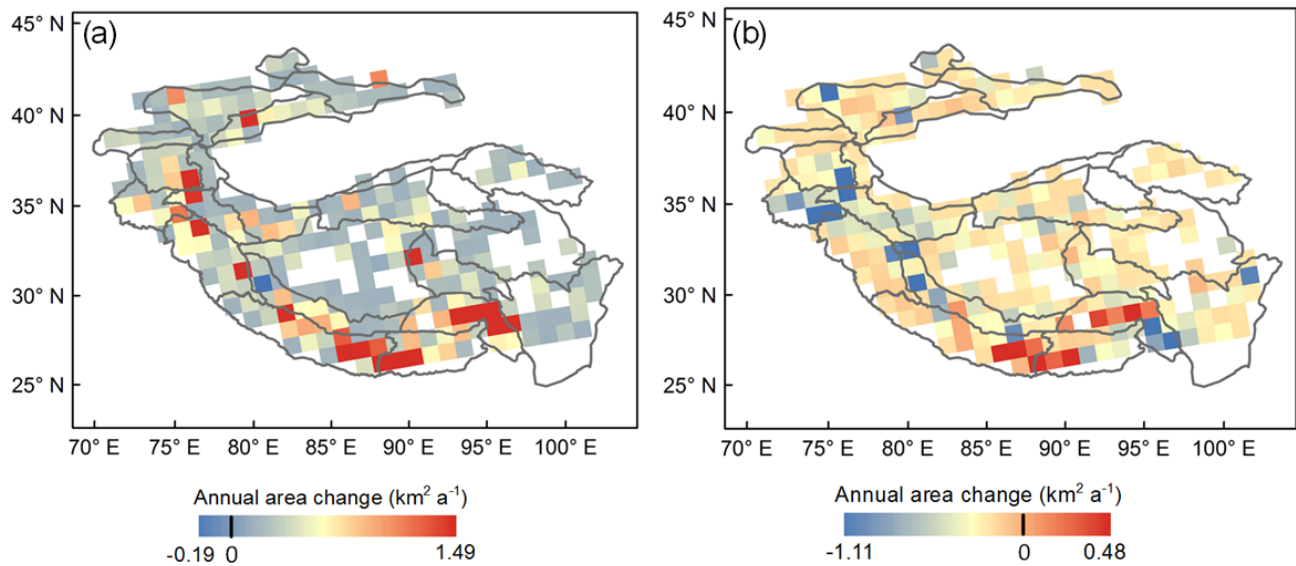 (a)
45° N
40° N
35° N
30° N
25° N
70° E 75° E 80° E 85° E 90° E 95° E 100° E
Annual area change (km² a⁻¹)
-0.19 0 1.49
(b)
45° N
40° N
35° N
30° N
25° N
70° E 75° E 80° E 85° E 90° E 95° E 100° E
Annual area change (km² a⁻¹)
-1.11 0 0.48